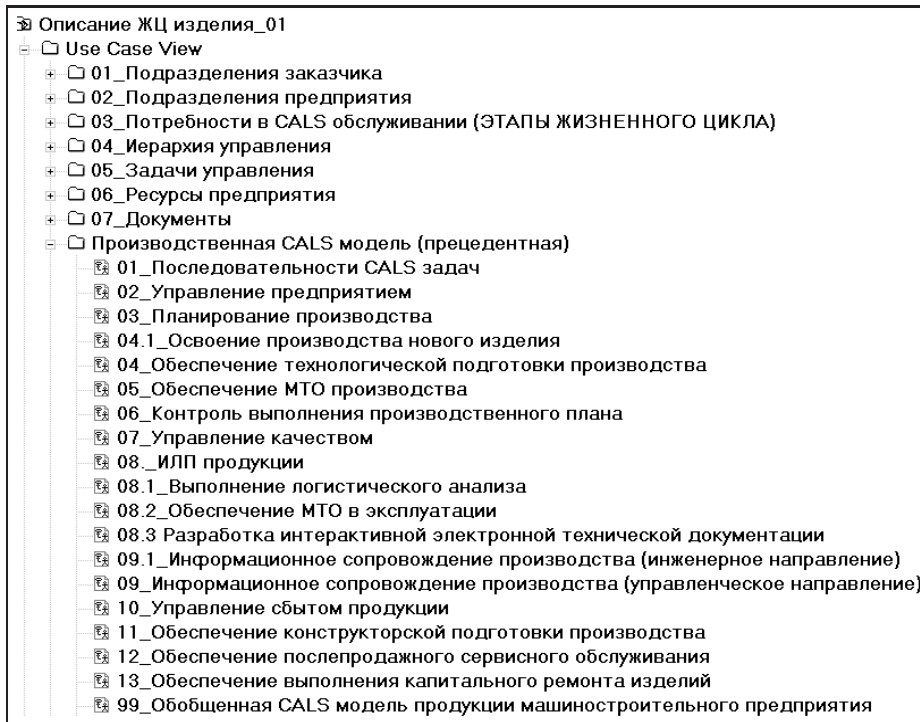 Описание ЖЦ изделия_01
Use Case View
01_Подразделения заказчика
02_Подразделения предприятия
03_Потребности в CALS обслуживании (ЭТАПЫ ЖИЗНЕННОГО ЦИКЛА)
04_Иерархия управления
05_Задачи управления
06_Ресурсы предприятия
07_Документы
Производственная CALS модель (прецедентная)
01_Последовательности CALS задач
02_Управление предприятием
03_Планирование производства
04.1_Освоение производства нового изделия
04_Обеспечение технологической подготовки производства
05_Обеспечение МТО производства
06_Контроль выполнения производственного плана
07_Управление качеством
08._ИЛП продукции
08.1_Выполнение логистического анализа
08.2_Обеспечение МТО в эксплуатации
08.3 Разработка интерактивной электронной технической документации
09.1_Информационное сопровождение производства (инженерное направление)
09_Информационное сопровождение производства (управленческое направление)
10_Управление сбытом продукции
11_Обеспечение конструкторской подготовки производства
12_Обеспечение послепродажного сервисного обслуживания
13_Обеспечение выполнения капитального ремонта изделий
99_Обобщенная CALS модель продукции машиностроительного предприятия